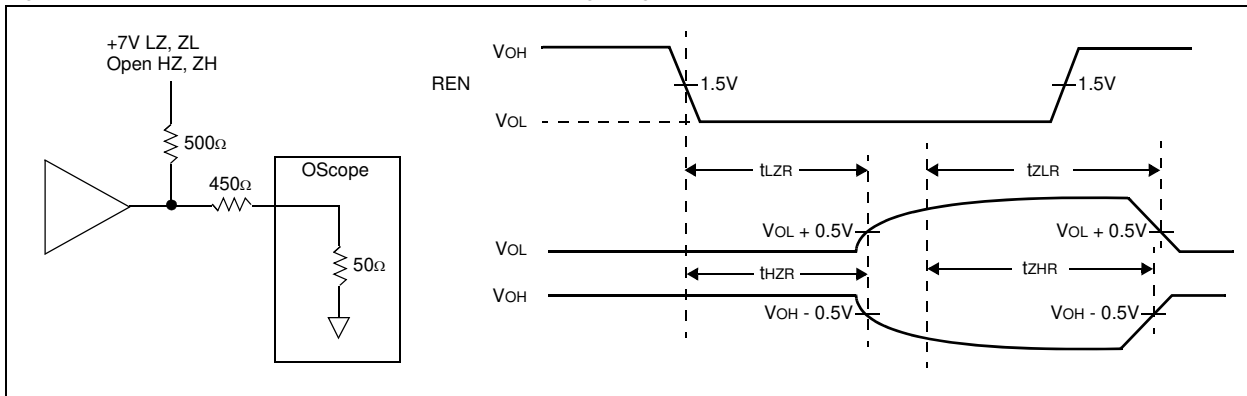 +7V LZ, ZL
Open HZ, ZH
500Ω
450Ω
OScope
50Ω
VOH
REN
1.5V
1.5V
VOL
tLZR
tZLR
VOL + 0.5V
VOL + 0.5V
VOL
tHZR
tZHR
VOH
VOH - 0.5V
VOH - 0.5V